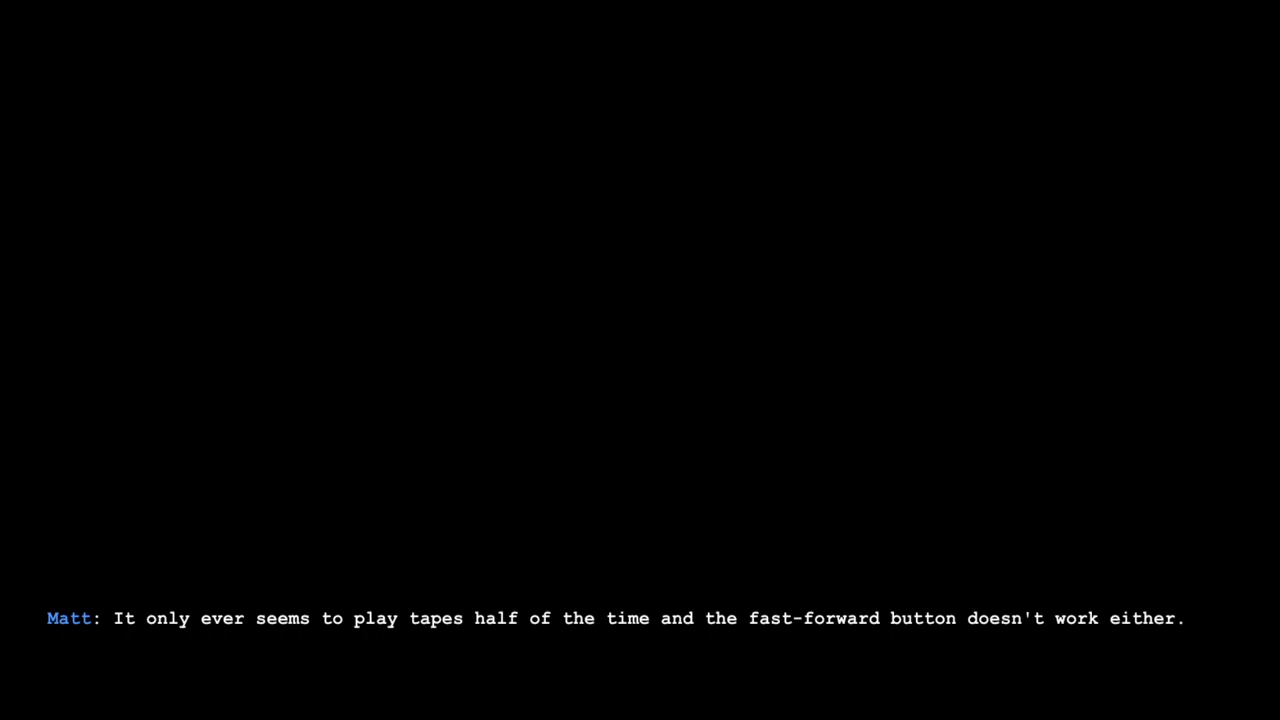 Matt: It only ever seems to play tapes half of the time and the fast-forward button doesn't work either.